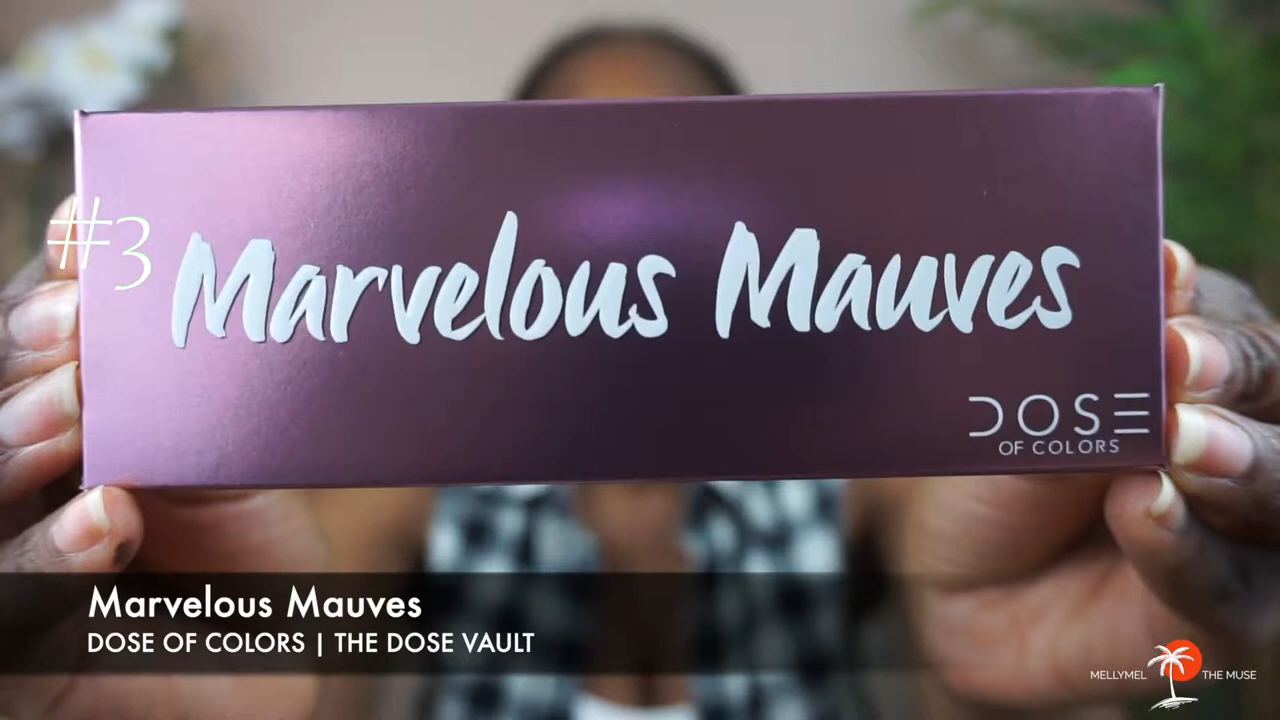 #3
Marvelous Mauves
DOSE
OF COLORS
Marvelous Mauves
DOSE OF COLORS | THE DOSE VAULT
MELLYMEL THE MUSE